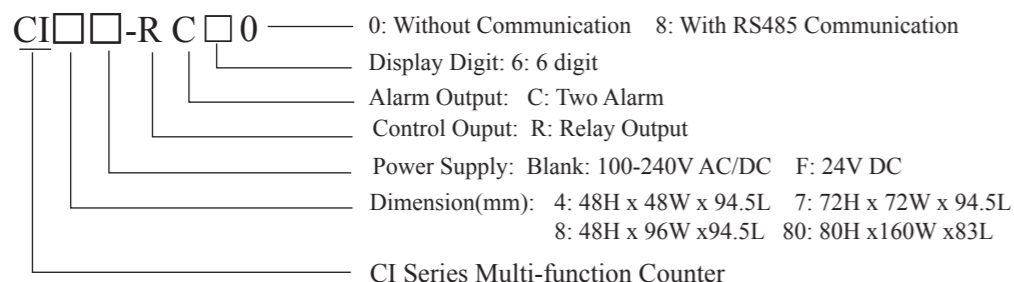 CI□□-R C □ 0
0: Without Communication 8: With RS485 Communication
Display Digit: 6: 6 digit
Alarm Output: C: Two Alarm
Control Ouput: R: Relay Output
Power Supply: Blank: 100-240V AC/DC F: 24V DC
Dimension(mm): 4: 48H x 48W x 94.5L 7: 72H x 72W x 94.5L
8: 48H x 96W x94.5L 80: 80H x160W x83L
CI Series Multi-function Counter